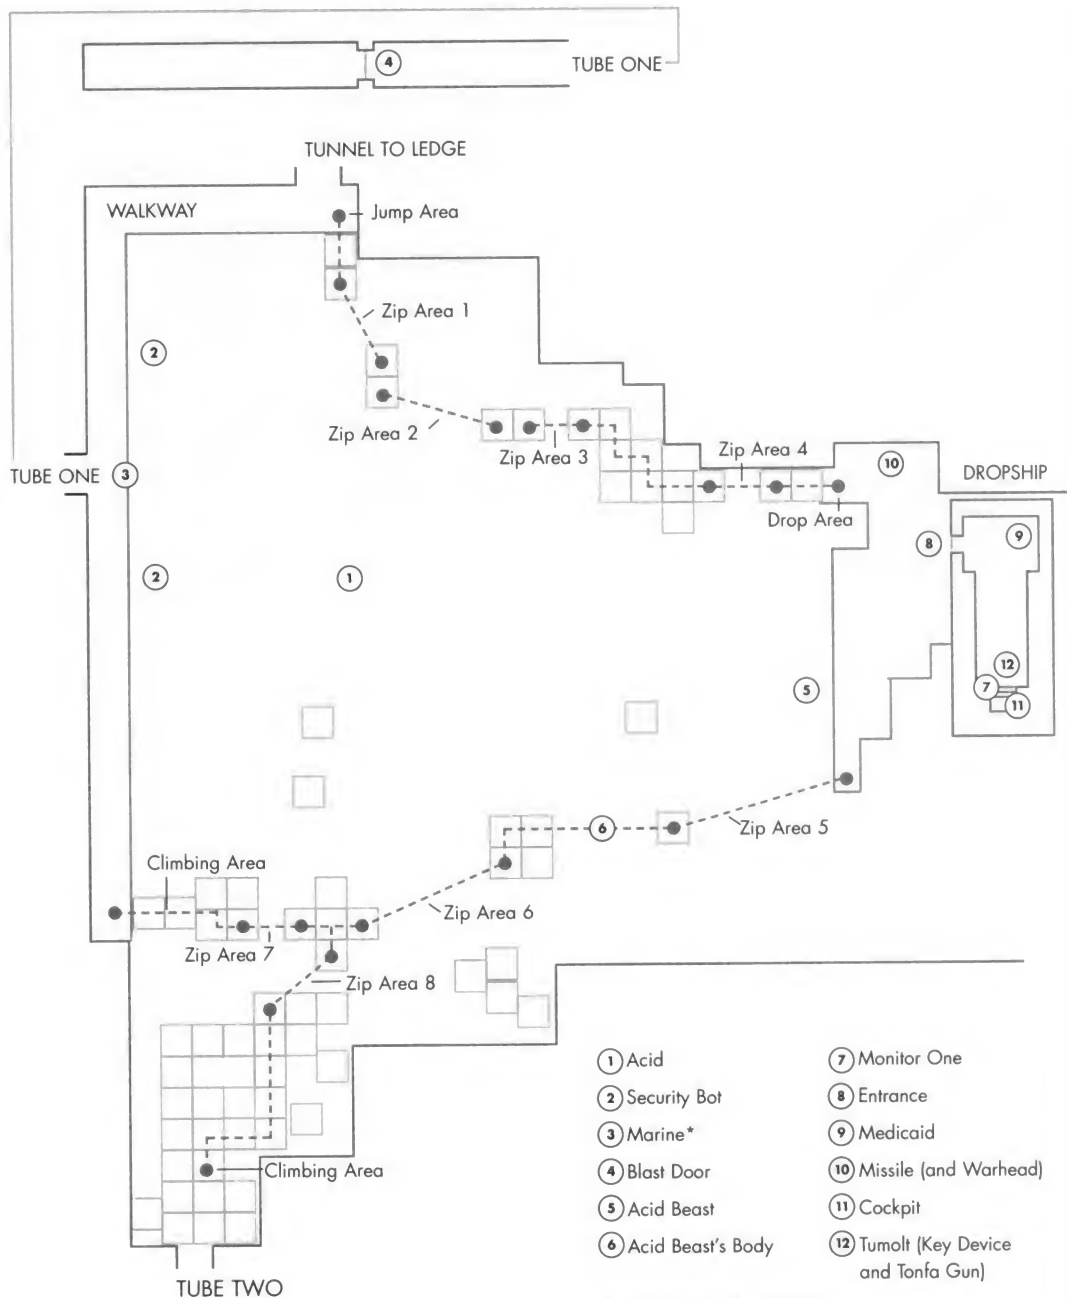 4
TUBE ONE
TUNNEL TO LEDGE
WALKWAY
Jump Area
Zip Area 1
2
Zip Area 2
Zip Area 3
Zip Area 4
10
TUBE ONE
3
DROPSHIP
Drop Area
8
9
2
1
12
5
7
11
6
Zip Area 5
Climbing Area
Zip Area 6
Zip Area 7
Zip Area 8
Climbing Area
TUBE TWO
1 Acid
2 Security Bot
3 Marine*
4 Blast Door
5 Acid Beast
6 Acid Beast's Body
7 Monitor One
8 Entrance
9 Medicaid
10 Missile (and Warhead)
11 Cockpit
12 Tumolt (Key Device
and Tonfa Gun)